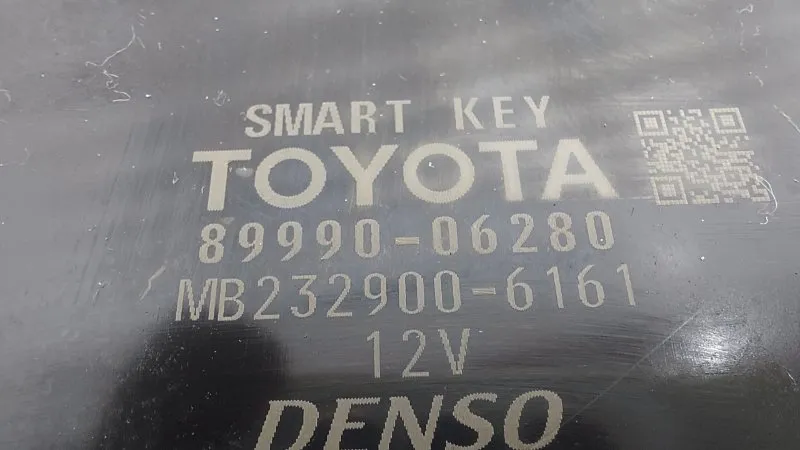 SMART KEY
TOYOTA
89990-06280
MB232900-6161
12V
DENSO